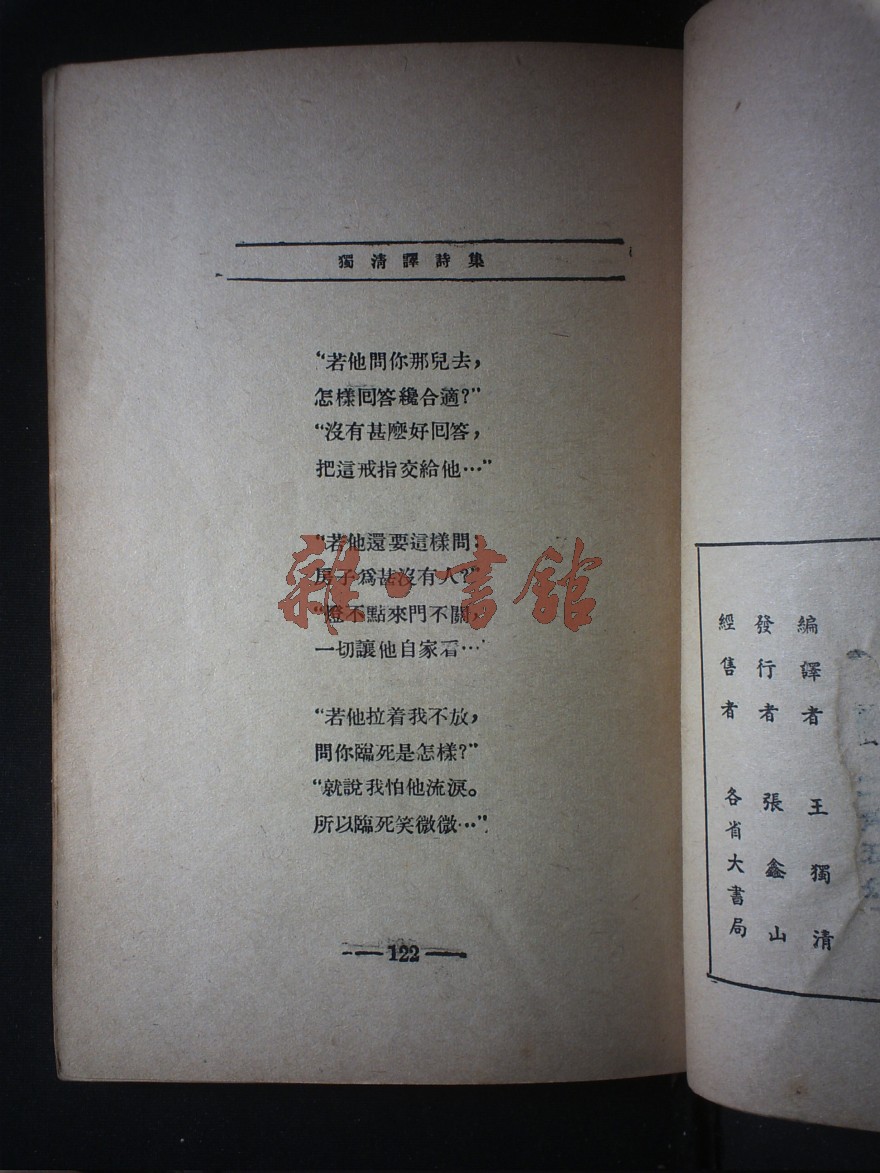 獨清譯詩集
“若他問你那兒去，
怎樣回答纔合適？”
“沒有甚麼好回答，
把這戒指交給他…”
“若他還要這樣問：
房子爲甚沒有人？”
“燈不點來門不關，
一切讓他自家看…”
“若他拉着我不放，
問你臨死是怎樣？”
“就說我怕他流淚。
所以臨死笑微微…”
122
編譯者 王獨清
發行者 張鑫山
經售者 各省大書局
雜·書館